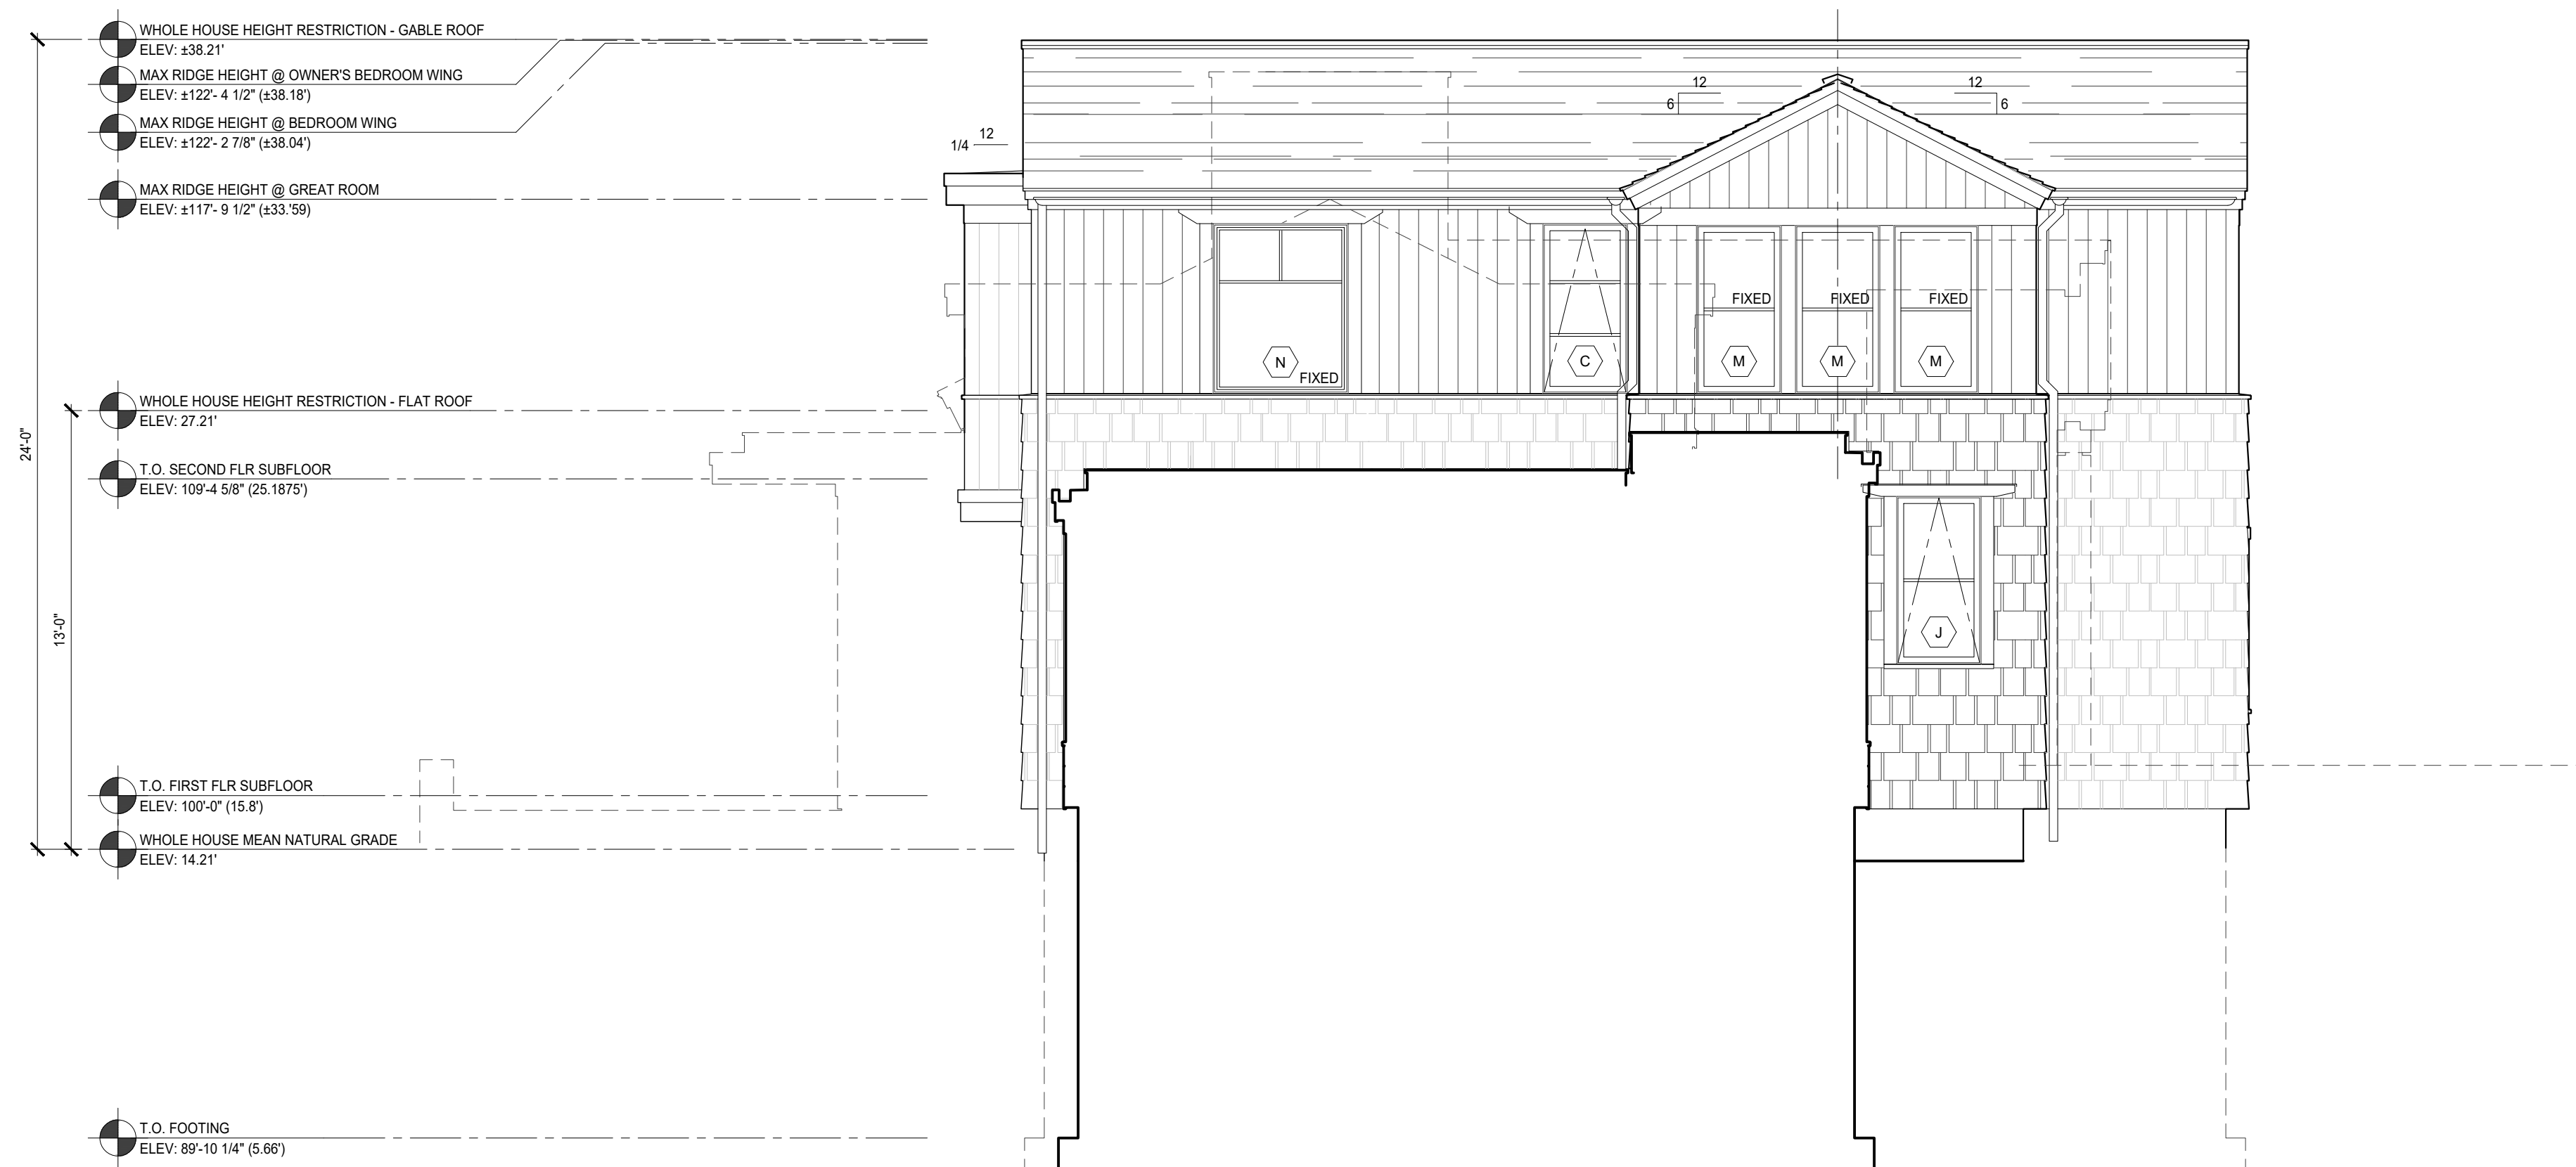 WHOLE HOUSE HEIGHT RESTRICTION - GABLE ROOF
ELEV: ±38.21'
MAX RIDGE HEIGHT @ OWNER'S BEDROOM WING
ELEV: ±122'- 4 1/2" (±38.18')
MAX RIDGE HEIGHT @ BEDROOM WING
ELEV: ±122'- 2 7/8" (±38.04')
MAX RIDGE HEIGHT @ GREAT ROOM
ELEV: ±117'- 9 1/2" (±33.'59)
WHOLE HOUSE HEIGHT RESTRICTION - FLAT ROOF
ELEV: 27.21'
T.O. SECOND FLR SUBFLOOR
ELEV: 109'-4 5/8" (25.1875')
T.O. FIRST FLR SUBFLOOR
ELEV: 100'-0" (15.8')
WHOLE HOUSE MEAN NATURAL GRADE
ELEV: 14.21'
T.O. FOOTING
ELEV: 89'-10 1/4" (5.66')
24'-0"
13'-0"
12
1/4
12
6
12
6
FIXED
FIXED
FIXED
N
FIXED
C
M
M
M
J